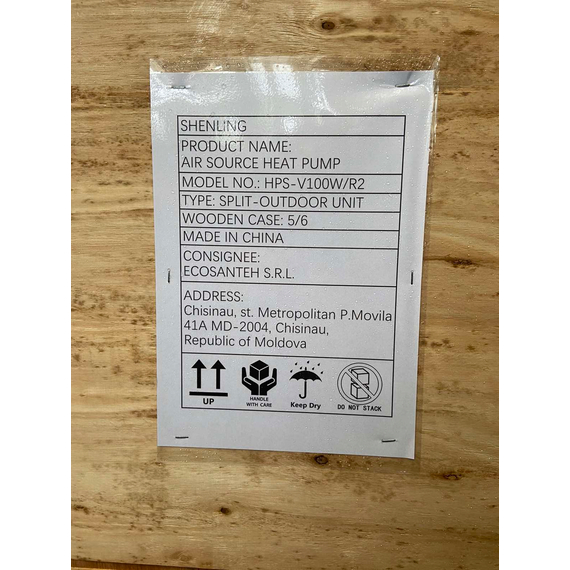 SHENLING
PRODUCT NAME:
AIR SOURCE HEAT PUMP
MODEL NO.: HPS-V100W/R2
TYPE: SPLIT-OUTDOOR UNIT
WOODEN CASE: 5/6
MADE IN CHINA
CONSIGNEE:
ECOSANTEH S.R.L.
ADDRESS:
Chisinau, st. Metropolitan P.Movila
41A MD-2004, Chisinau,
Republic of Moldova
UP
HANDLE
WITH CARE
Keep Dry
DO NOT STACK